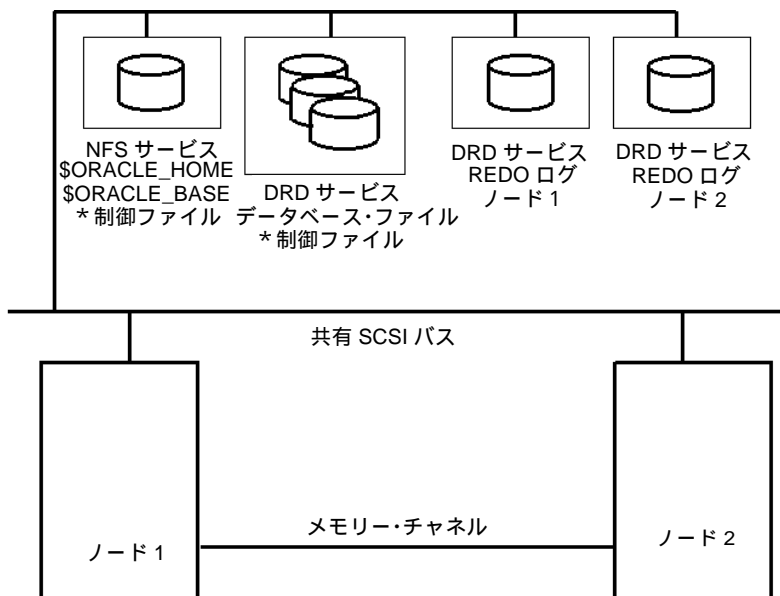 NFS サービス
$ORACLE_HOME
$ORACLE_BASE
*制御ファイル
DRD サービス
データベース・ファイル
*制御ファイル
DRD サービス
REDO ログ
ノード 1
DRD サービス
REDO ログ
ノード 2
共有 SCSI バス
メモリー・チャネル
ノード 1
ノード 2